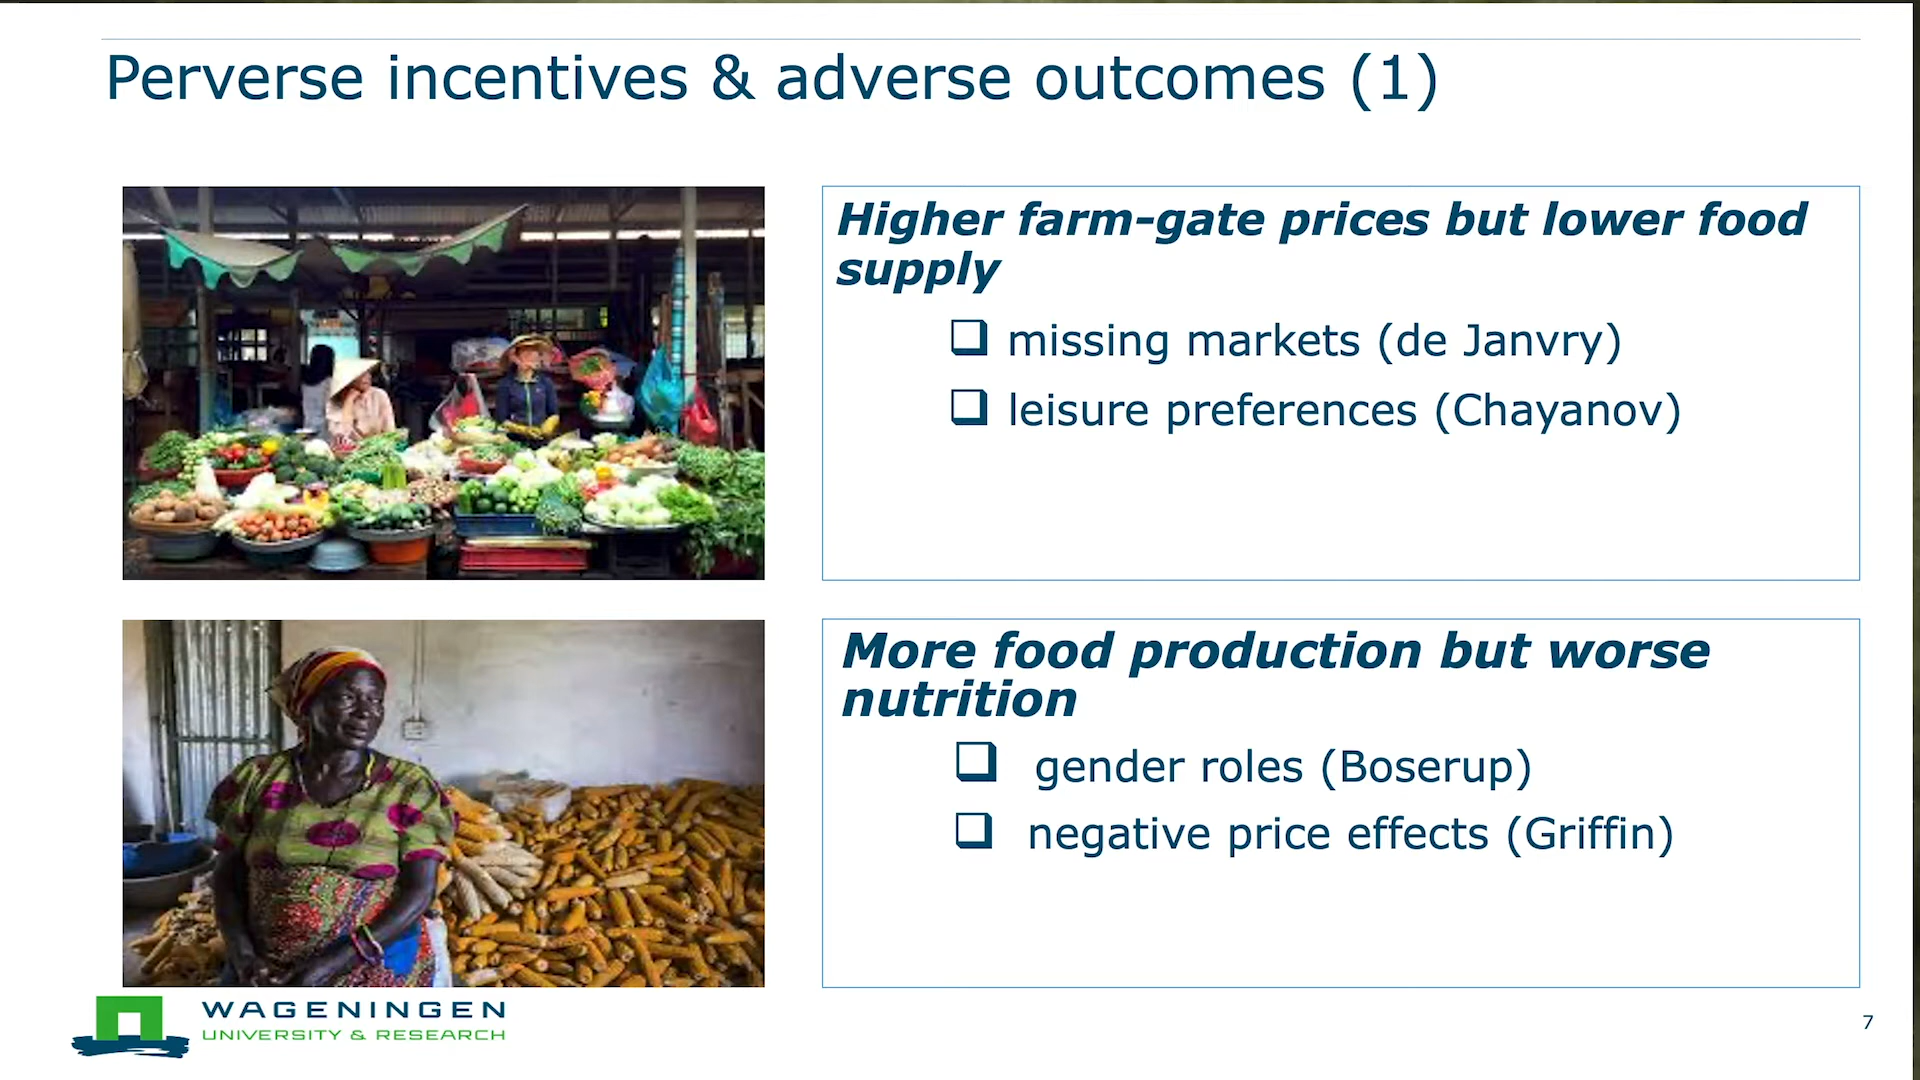 Perverse incentives & adverse outcomes (1)
Higher farm-gate prices but lower food
supply
missing markets (de Janvry)
leisure preferences (Chayanov)
More food production but worse
nutrition
gender roles (Boserup)
negative price effects (Griffin)
WAGENINGEN
UNIVERSITY & RESEARCH
7